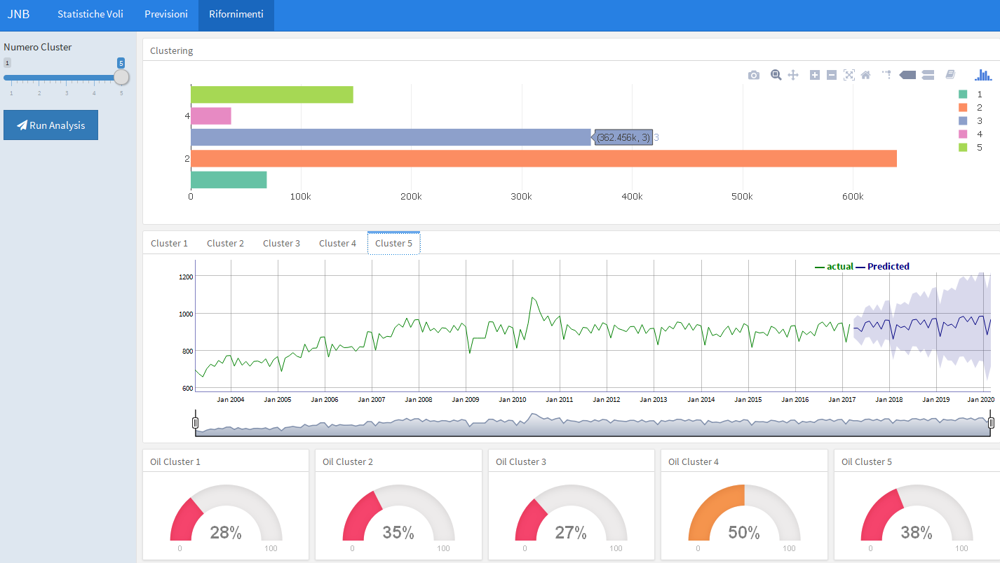 JNB Statistiche Voli Previsioni Rifornimenti
Numero Cluster
1 5
1 2 3 4 5
Run Analysis
Clustering
4
2
(362.456k, 3) 3
0 100k 200k 300k 400k 500k 600k
1
2
3
4
5
Cluster 1 Cluster 2 Cluster 3 Cluster 4 Cluster 5
actual Predicted
1200
1000
800
600
Jan 2004 Jan 2005 Jan 2006 Jan 2007 Jan 2008 Jan 2009 Jan 2010 Jan 2011 Jan 2012 Jan 2013 Jan 2014 Jan 2015 Jan 2016 Jan 2017 Jan 2018 Jan 2019 Jan 2020
Oil Cluster 1 Oil Cluster 2 Oil Cluster 3 Oil Cluster 4 Oil Cluster 5
28% 35% 27% 50% 38%
0 100 0 100 0 100 0 100 0 100